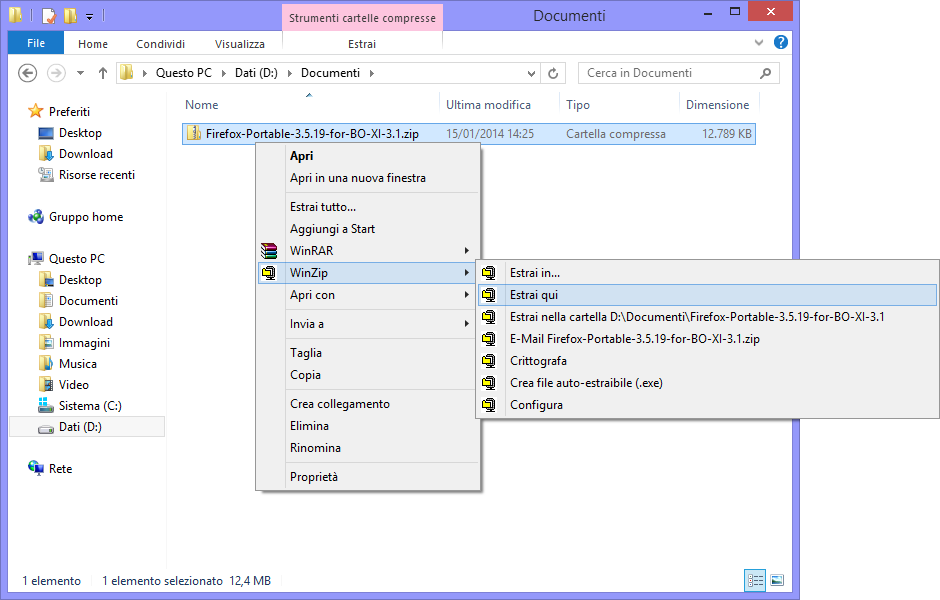 Strumenti cartelle compresse
Documenti
File
Home
Condividi
Visualizza
Estrai
Questo PC
Dati (D:)
Documenti
Cerca in Documenti
Preferiti
Desktop
Download
Risorse recenti
Gruppo home
Questo PC
Desktop
Documenti
Download
Immagini
Musica
Video
Sistema (C:)
Dati (D:)
Rete
Nome
Ultima modifica
Tipo
Dimensione
Firefox-Portable-3.5.19-for-BO-XI-3.1.zip
15/01/2014 14:25
Cartella compressa
12.789 KB
Apri
Apri in una nuova finestra
Estrai tutto...
Aggiungi a Start
WinRAR
WinZip
Apri con
Invia a
Taglia
Copia
Crea collegamento
Elimina
Rinomina
Proprietà
Estrai in...
Estrai qui
Estrai nella cartella D:\Documenti\Firefox-Portable-3.5.19-for-BO-XI-3.1
E-Mail Firefox-Portable-3.5.19-for-BO-XI-3.1.zip
Crittografa
Crea file auto-estraibile (.exe)
Configura
1 elemento
1 elemento selezionato 12,4 MB